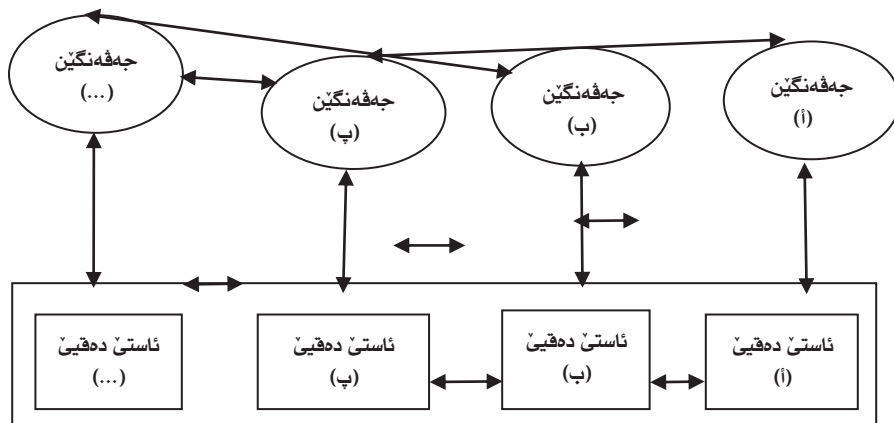 جەڤەنگێن
(أ)
جەڤەنگێن
(ب)
جەڤەنگێن
(پ)
جەڤەنگێن
(...)
ئاستێ دەقیێ
(أ)
ئاستێ دەقیێ
(ب)
ئاستێ دەقیێ
(پ)
ئاستێ دەقیێ
(...)